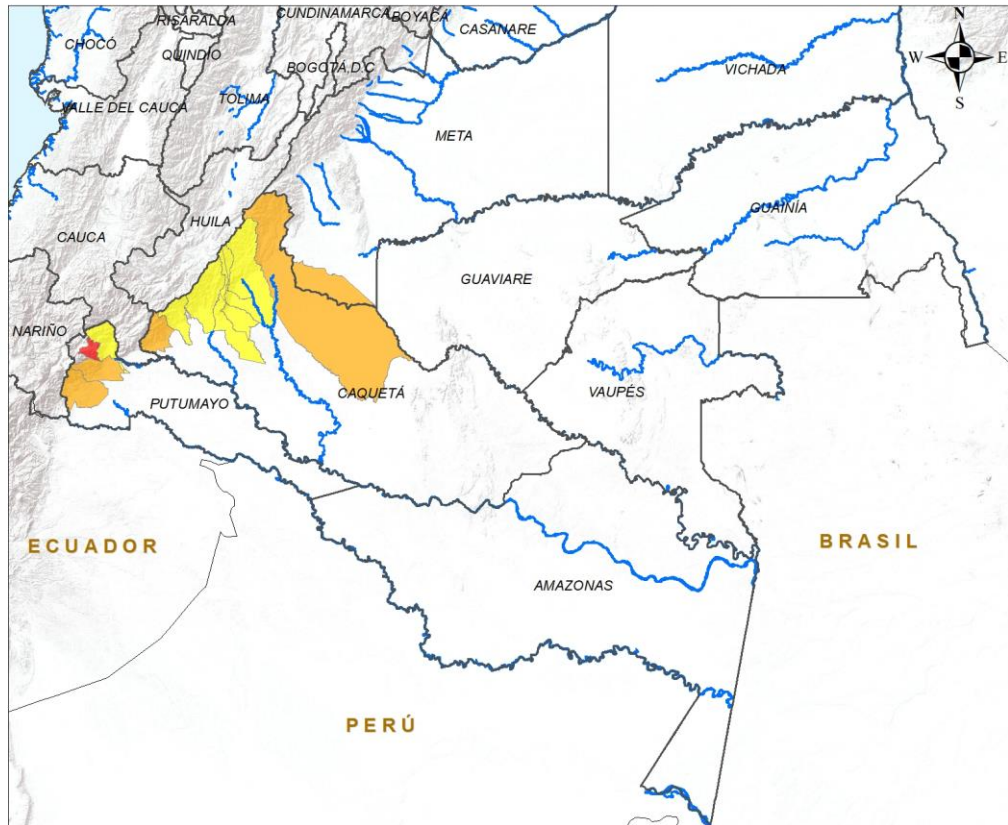 CUNDINAMARCA
BOYACÁ
RISARALDA
CASANARE
N
CHOCÓ
QUINDIO
W
E
BOGOTÁ D.C
VICHADA
S
TOLIMA
VALLE DEL CAUCA
META
GUAINÍA
HUILA
CAUCA
GUAVIARE
NARIÑO
VAUPÉS
CAQUETÁ
PUTUMAYO
ECUADOR
BRASIL
AMAZONAS
PERÚ